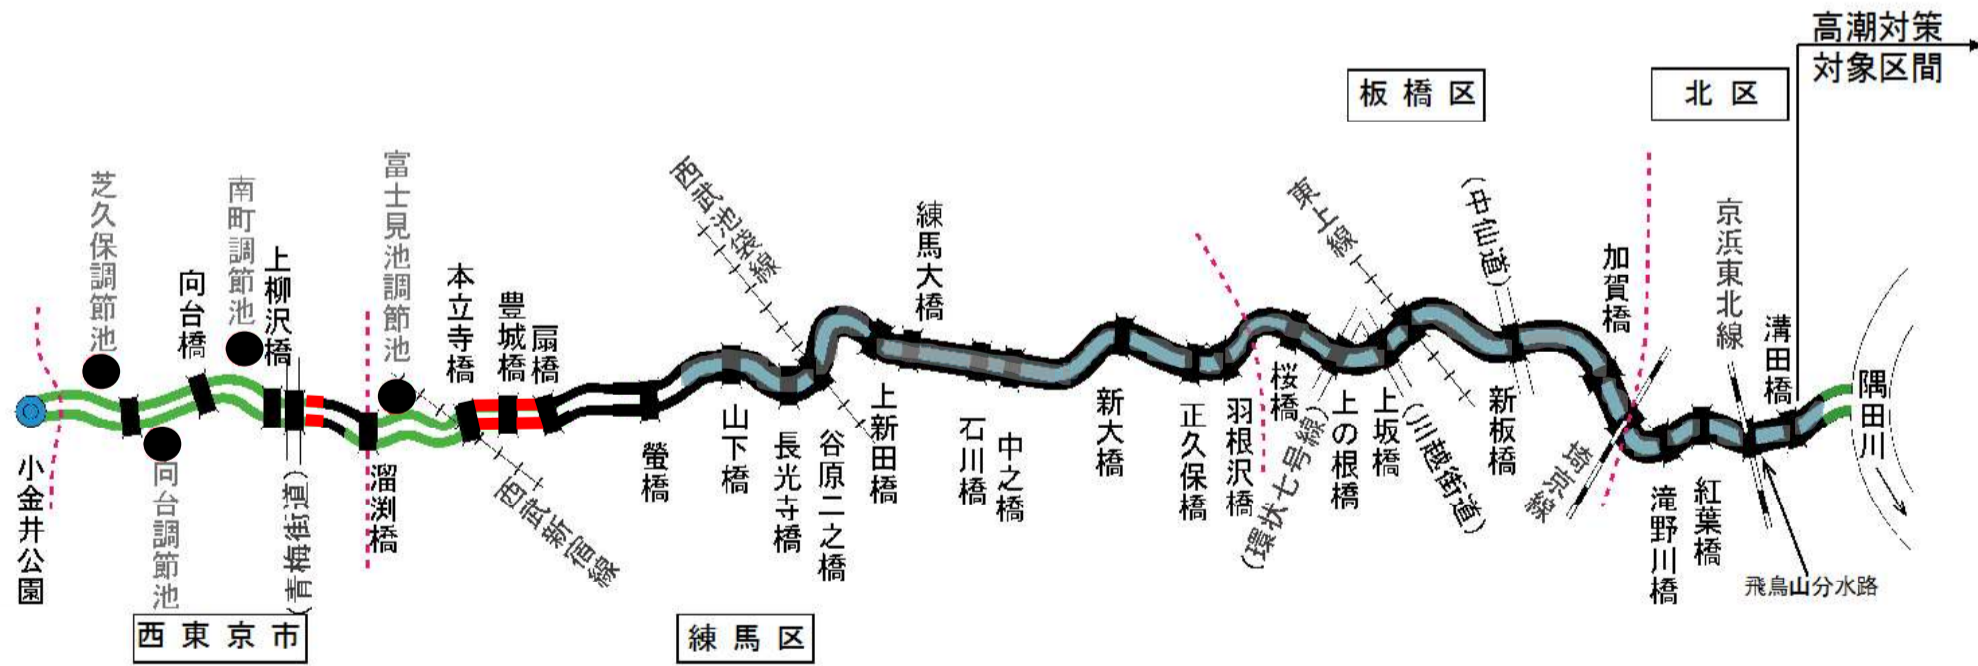 高潮対策
対象区間
板橋区
北区
芝久保調節池
向台橋
南町調節池
上柳沢橋
富士見池調節池
本立寺橋
豊城橋
扇橋
西武池袋線
練馬大橋
東上線
(中仙道)
加賀橋
京浜東北線
溝田橋
隅田川
小金井公園
向台調節池
(青梅街道)
溜渕橋
西武新宿線
螢橋
山下橋
長光寺橋
谷原二之橋
上新田橋
石川橋
中之橋
新大橋
正久保橋
羽根沢橋
桜橋
(環状七号線)
上の根橋
上坂橋
(川越街道)
新板橋
埼京線
滝野川橋
紅葉橋
飛鳥山分水路
西東京市
練馬区